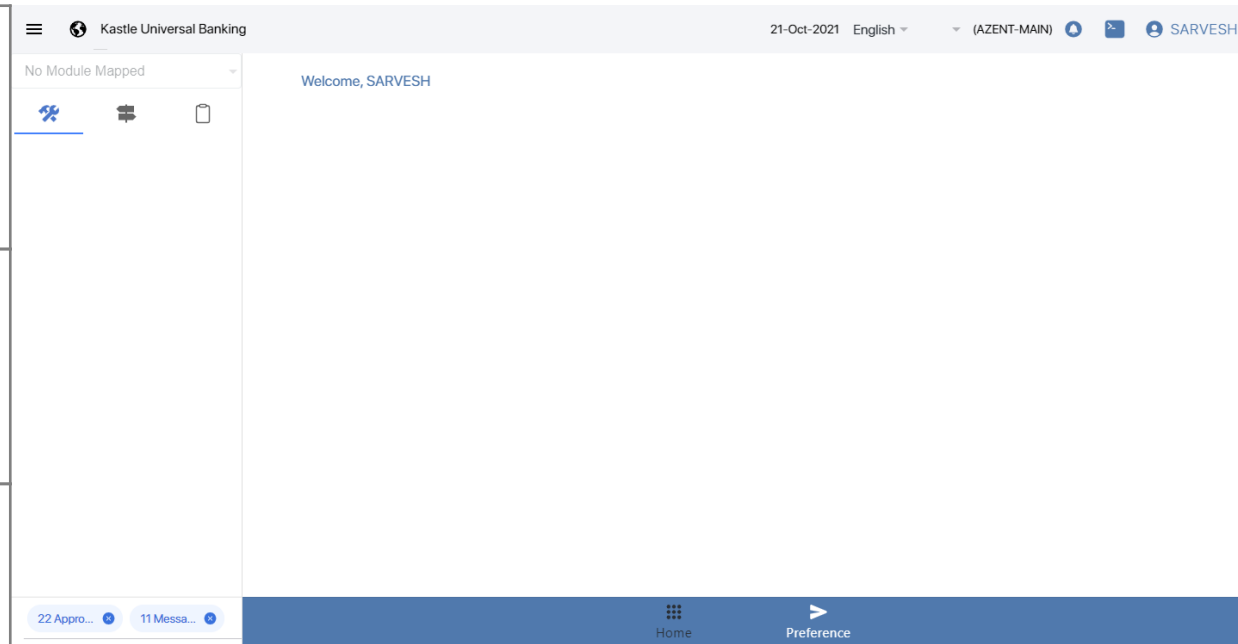 Kastle Universal Banking
21-Oct-2021 English (AZENT-MAIN) SARVESH
No Module Mapped
Welcome, SARVESH
22 Appro... 11 Messa...
Home Preference